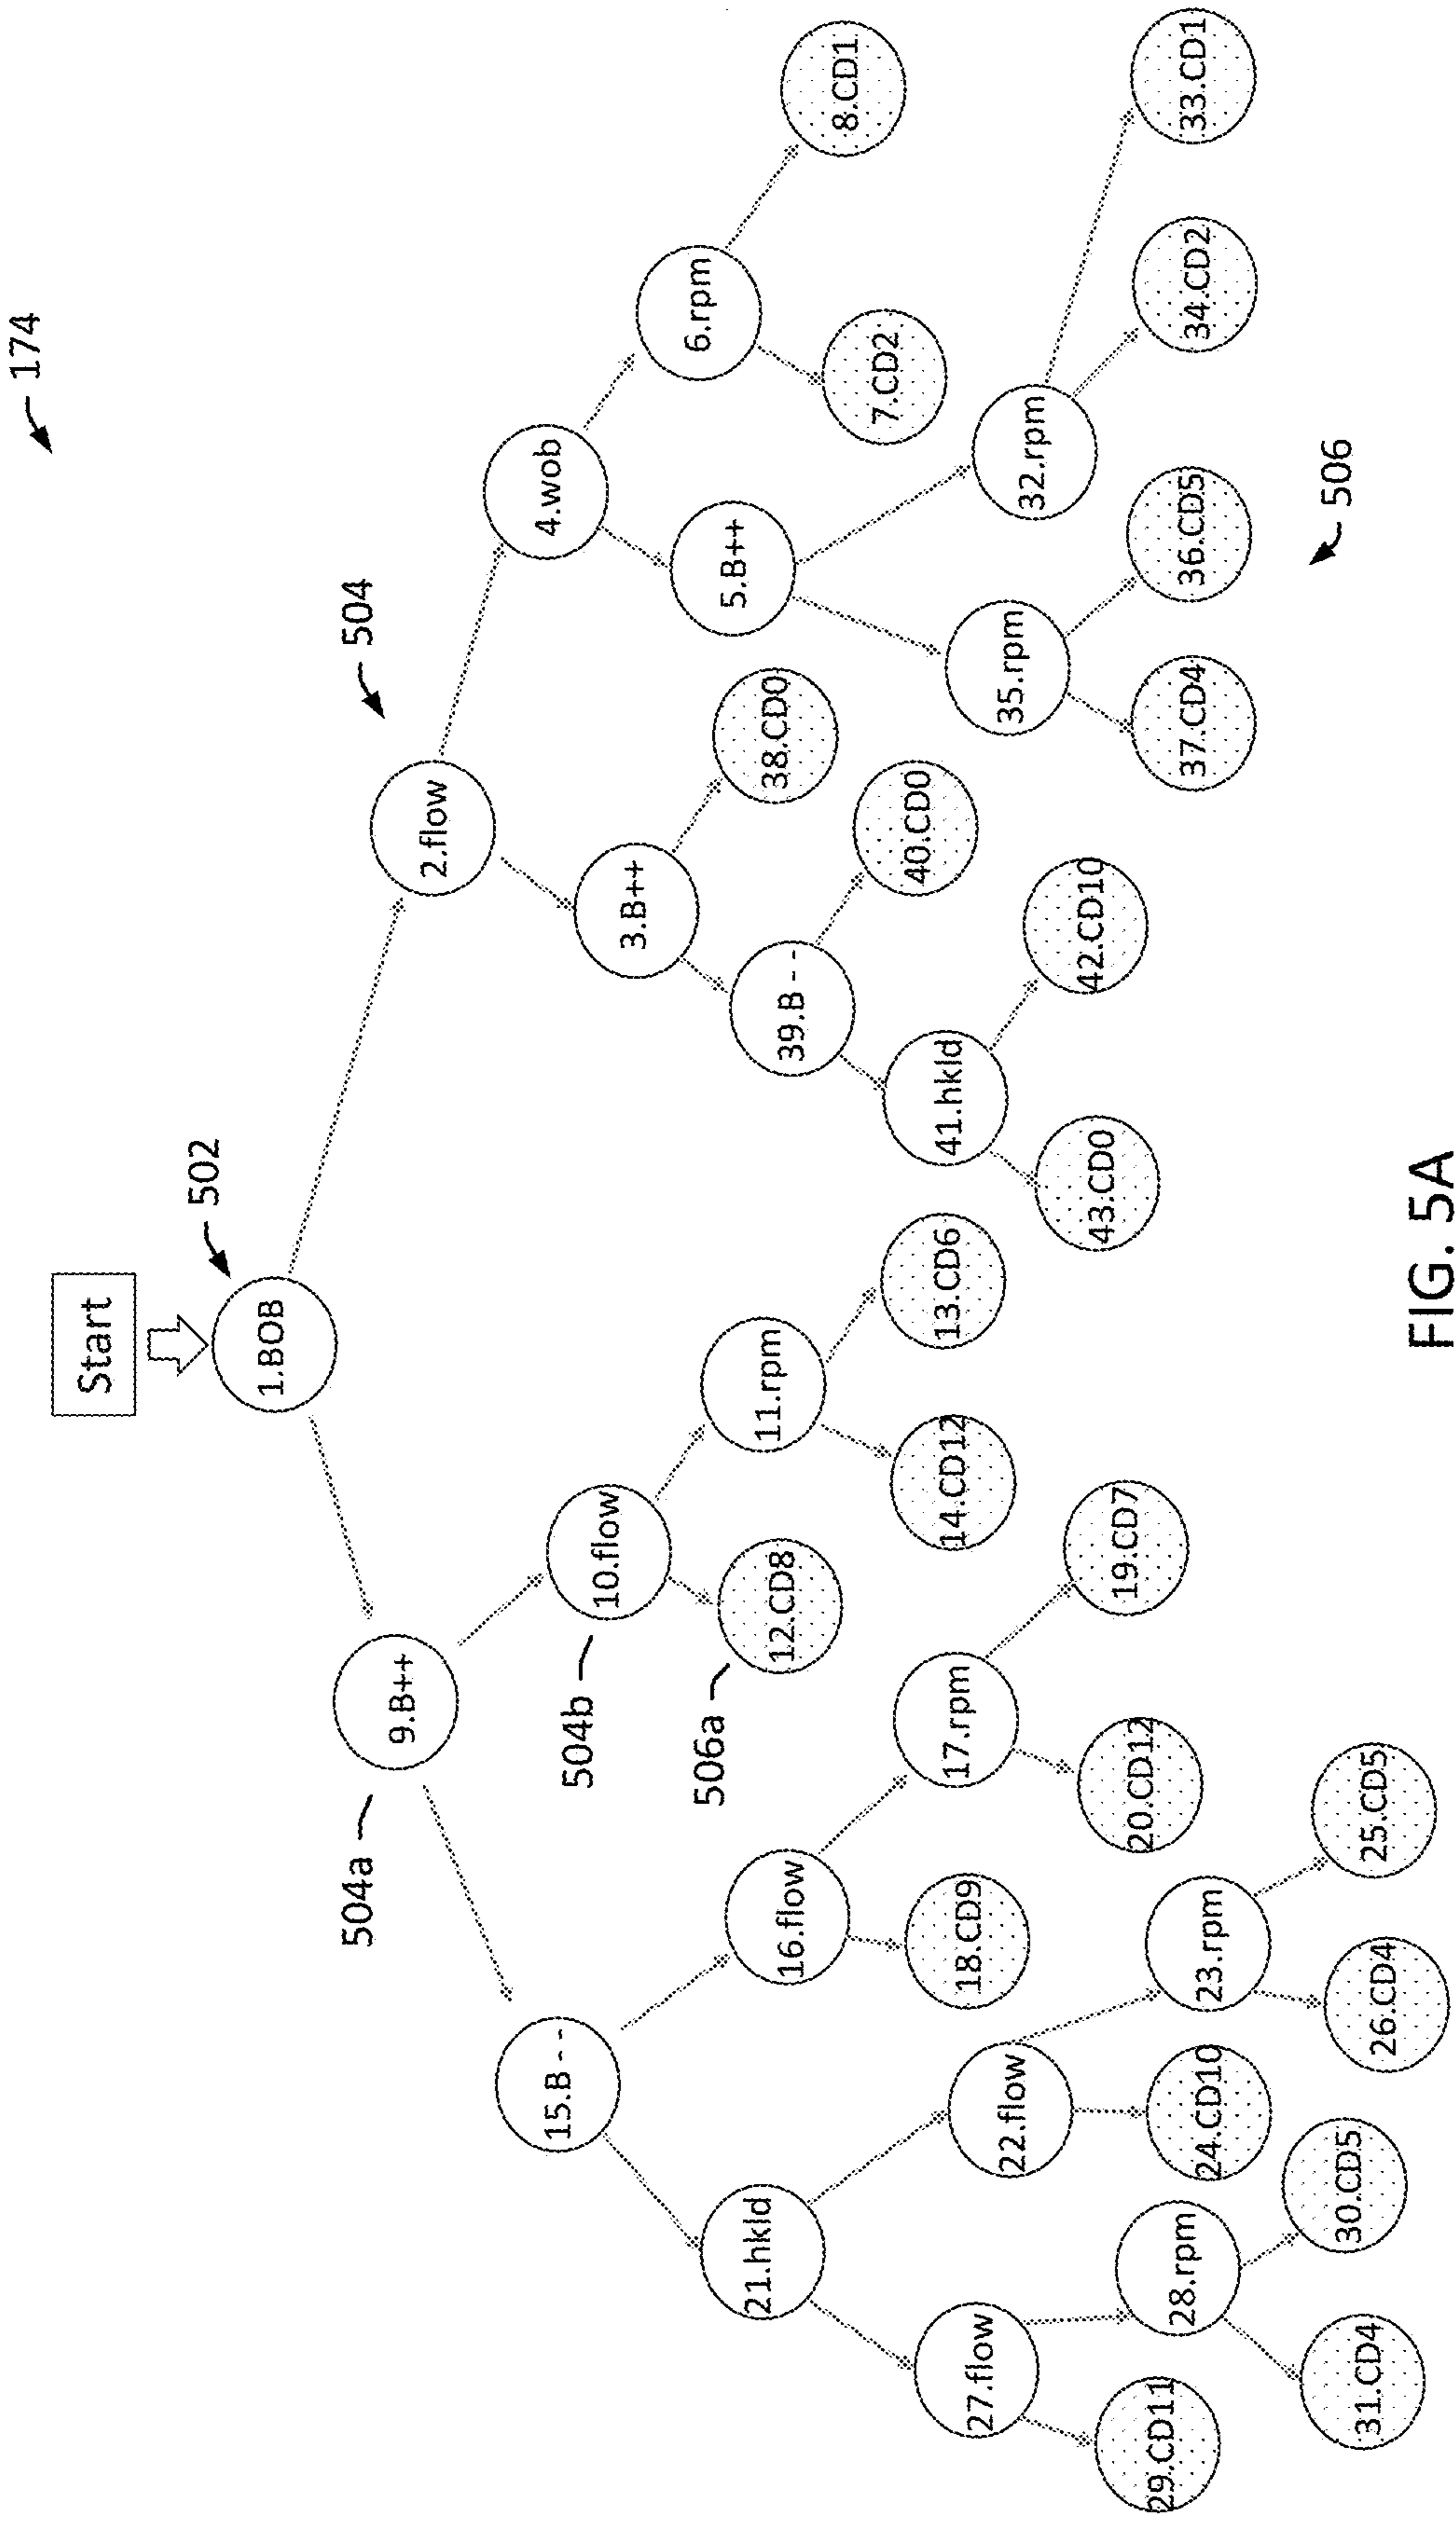 174
Start
502
1.BOB
504
2.flow
504a
9.B++
4.wob
15.B--
504b
10.flow
3.B++
6.rpm
506a
12.CD8
11.rpm
5.B++
38.CD0
7.CD2
8.CD1
21.hkld
16.flow
14.CD12
13.CD6
39.B--
40.CD0
18.CD9
17.rpm
41.hkld
35.rpm
32.rpm
27.flow
22.flow
20.CD12
19.CD7
43.CD0
42.CD10
37.CD4
36.CD5
34.CD2
33.CD1
29.CD11
28.rpm
24.CD10
23.rpm
31.CD4
30.CD5
26.CD4
25.CD5
506
FIG. 5A